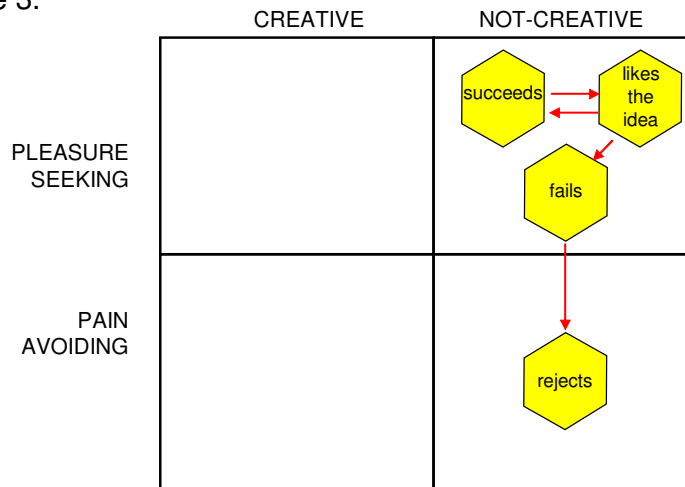 e 3.
CREATIVE
NOT-CREATIVE
succeeds
likes
the
idea
PLEASURE
SEEKING
fails
PAIN
AVOIDING
rejects